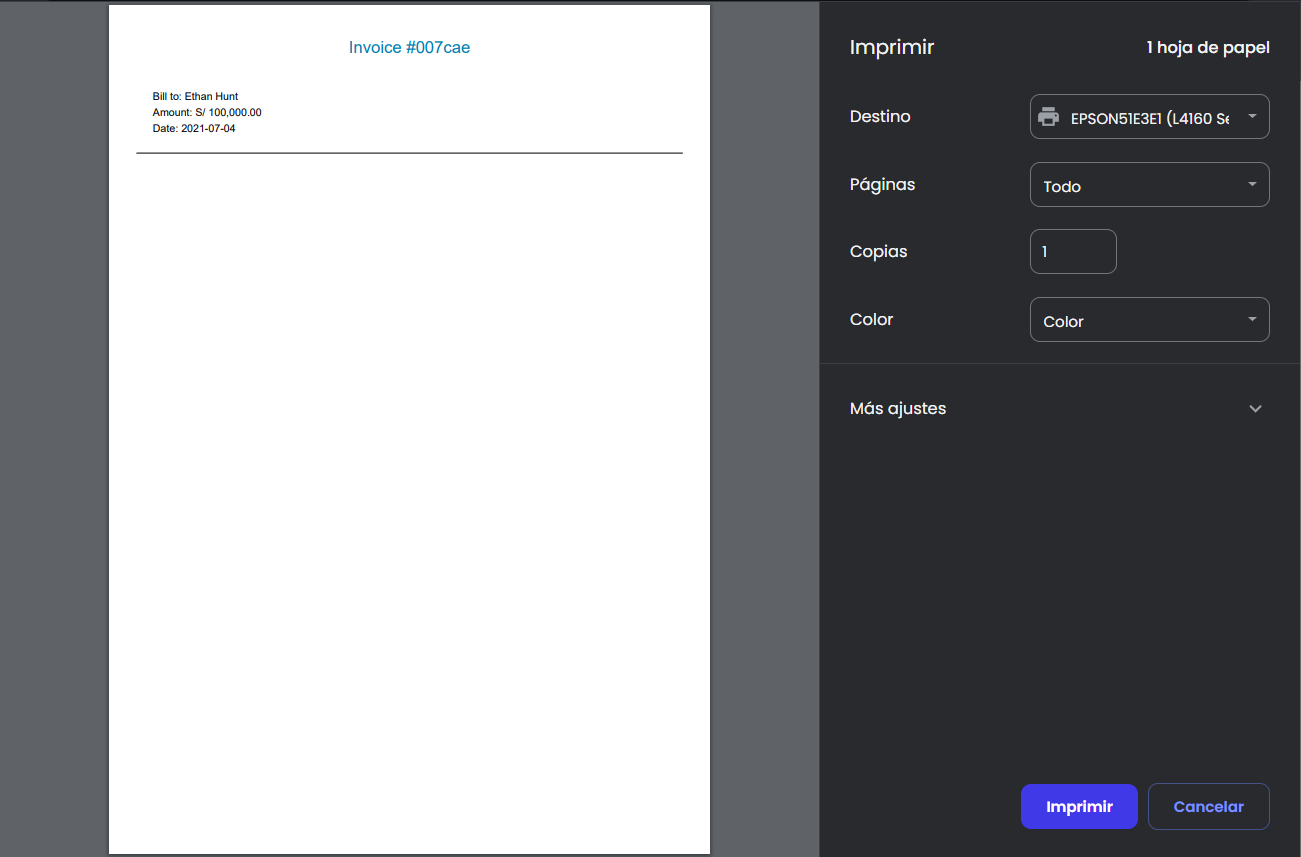 Invoice #007cae
Bill to: Ethan Hunt
Amount: S/ 100,000.00
Date: 2021-07-04
Imprimir
1 hoja de papel
Destino
EPSON51E3E1 (L4160 Se
Páginas
Todo
Copias
1
Color
Color
Más ajustes
Imprimir
Cancelar